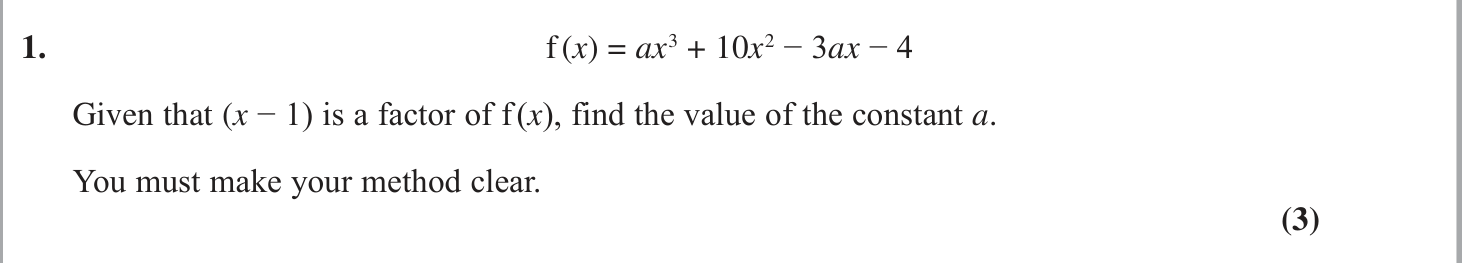 1. f(x) = ax³ + 10x² − 3ax − 4
Given that (x − 1) is a factor of f(x), find the value of the constant a.
You must make your method clear.
(3)